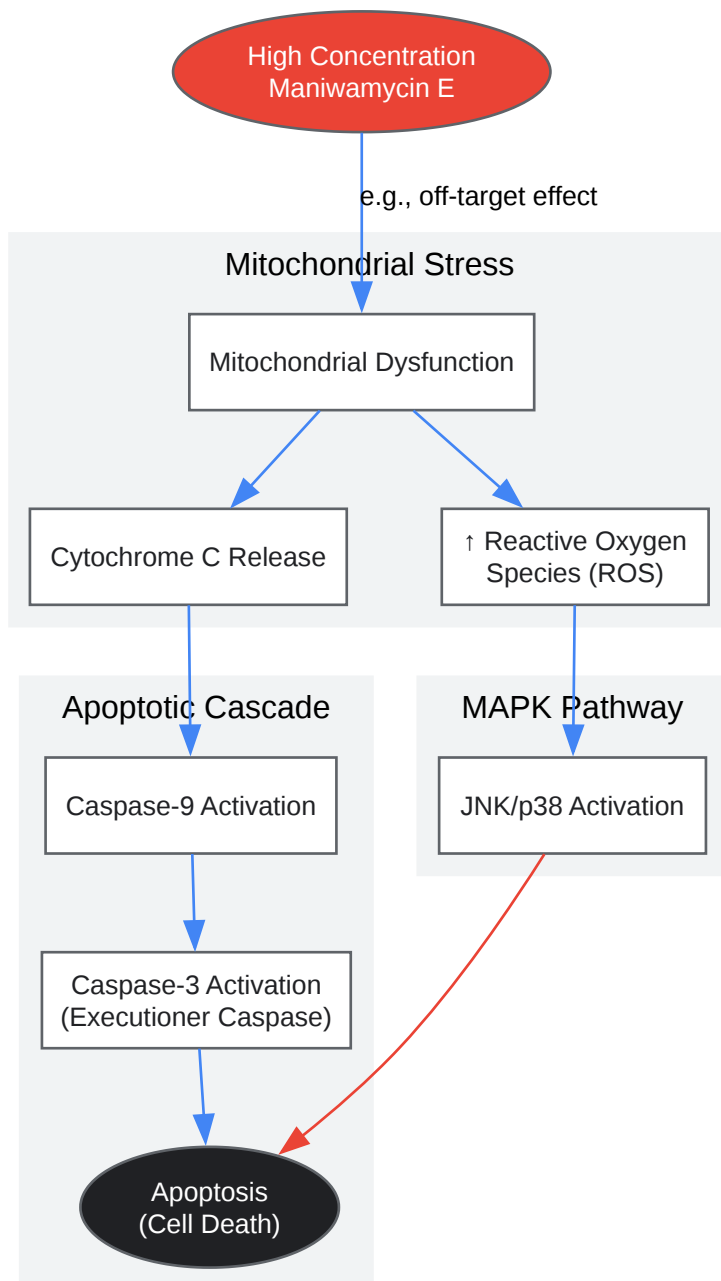 High Concentration
Maniwamycin E
e.g., off-target effect
Mitochondrial Stress
Mitochondrial Dysfunction
Cytochrome C Release
↑ Reactive Oxygen
Species (ROS)
Apoptotic Cascade
MAPK Pathway
Caspase-9 Activation
JNK/p38 Activation
Caspase-3 Activation
(Executioner Caspase)
Apoptosis
(Cell Death)